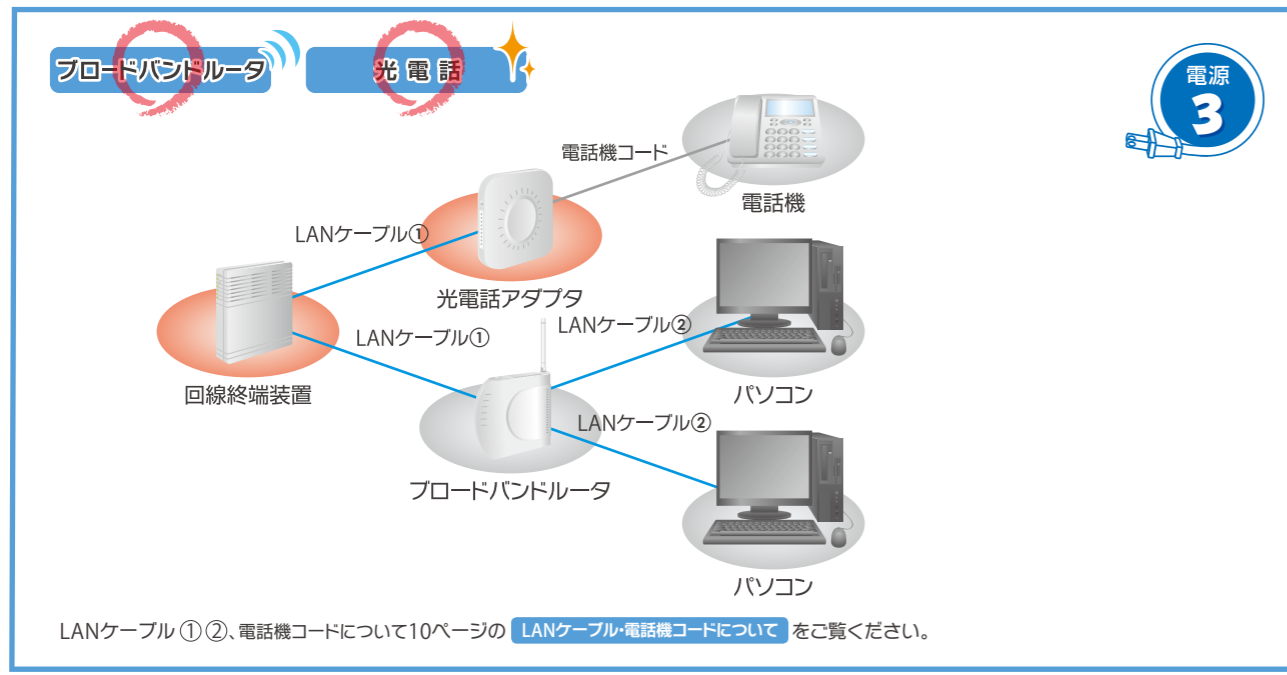 ブロードバンドルータ
光電話
電源
3
電話機コード
電話機
LANケーブル①
光電話アダプタ
LANケーブル①
LANケーブル②
回線終端装置
パソコン
LANケーブル②
ブロードバンドルータ
パソコン
LANケーブル①②、電話機コードについて10ページの LANケーブル・電話機コードについて をご覧ください。